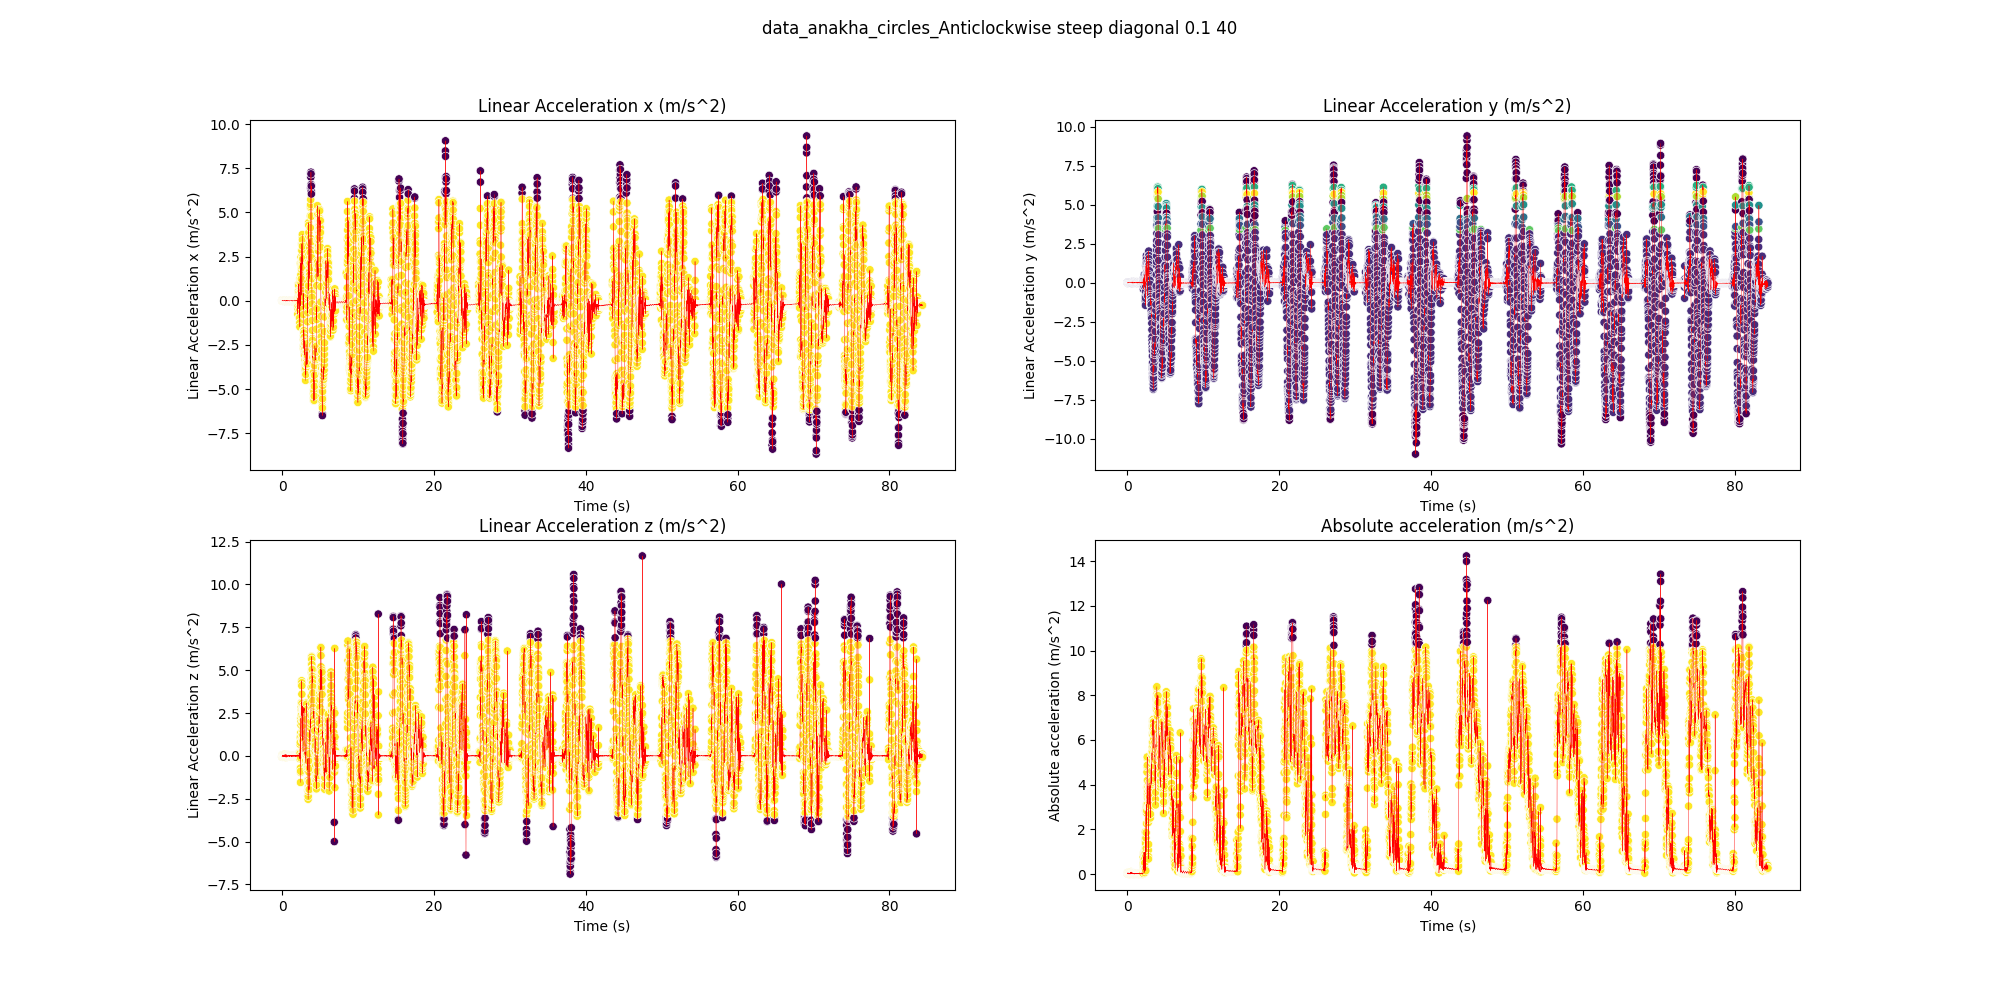 data_anakha_circles_Anticlockwise steep diagonal 0.1 40
Linear Acceleration x (m/s^2)
Linear Acceleration x (m/s^2)
10.0
7.5
5.0
2.5
0.0
−2.5
−5.0
−7.5
0 20 40 60 80
Time (s)
Linear Acceleration y (m/s^2)
Linear Acceleration y (m/s^2)
10.0
7.5
5.0
2.5
0.0
−2.5
−5.0
−7.5
−10.0
0 20 40 60 80
Time (s)
Linear Acceleration z (m/s^2)
Linear Acceleration z (m/s^2)
12.5
10.0
7.5
5.0
2.5
0.0
−2.5
−5.0
−7.5
0 20 40 60 80
Time (s)
Absolute acceleration (m/s^2)
Absolute acceleration (m/s^2)
14
12
10
8
6
4
2
0
0 20 40 60 80
Time (s)